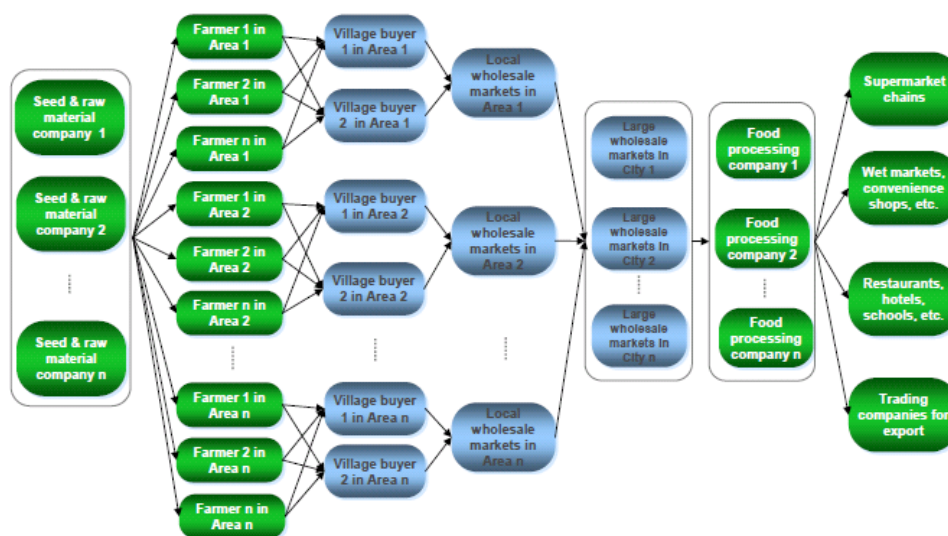 Seed & raw
material
company 1
Seed & raw
material
company 2
Seed & raw
material
company n
Farmer 1 in
Area 1
Farmer 2 in
Area 1
Farmer n in
Area 1
Farmer 1 in
Area 2
Farmer 2 in
Area 2
Farmer n in
Area 2
Farmer 1 in
Area n
Farmer 2 in
Area n
Farmer n in
Area n
Village buyer
1 in Area 1
Village buyer
2 in Area 1
Village buyer
1 in Area 2
Village buyer
2 in Area 2
Village buyer
1 in Area n
Village buyer
2 in Area n
Local
wholesale
markets in
Area 1
Local
wholesale
markets in
Area 2
Local
wholesale
markets in
Area n
Large
wholesale
markets in
City 1
Large
wholesale
markets in
City 2
Large
wholesale
markets in
City n
Food
processing
company 1
Food
processing
company 2
Food
processing
company n
Supermarket
chains
Wet markets,
convenience
shops, etc.
Restaurants,
hotels,
schools, etc.
Trading
companies for
export